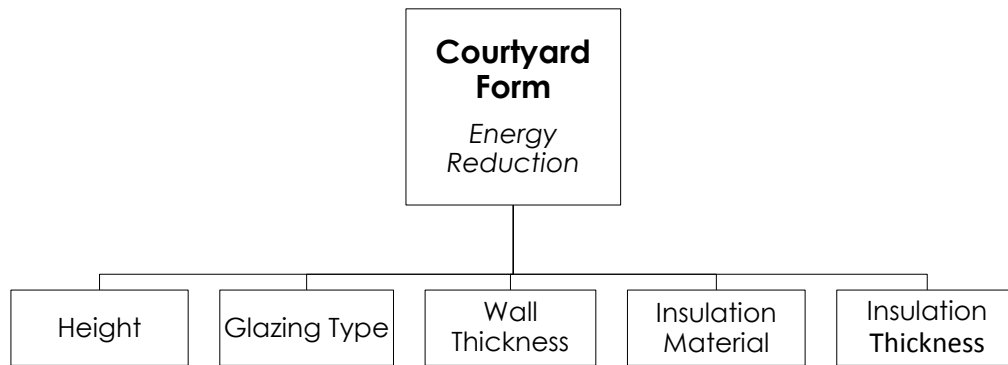 Courtyard
Form
Energy
Reduction
Height
Glazing Type
Wall
Thickness
Insulation
Material
Insulation
Thickness